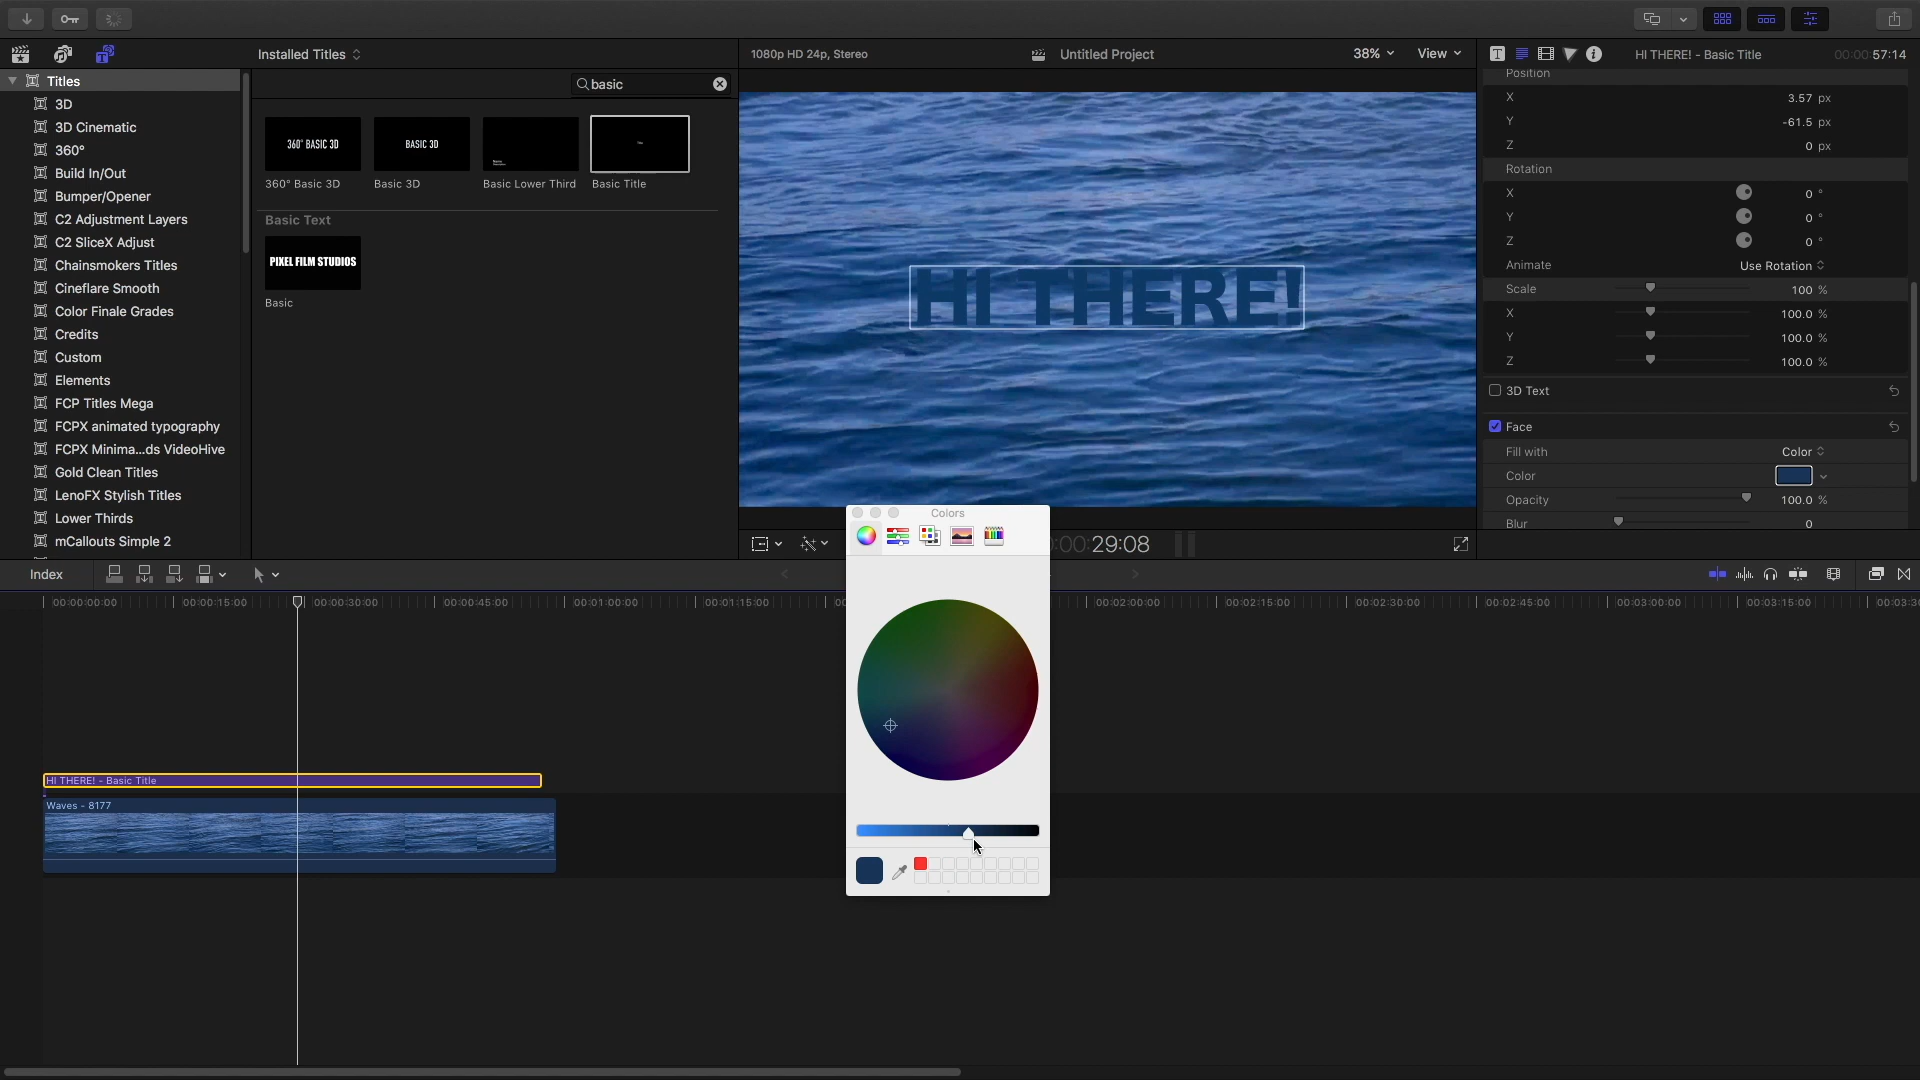 Installed Titles
1080p HD 24p, Stereo
Untitled Project
38%
View
HI THERE! - Basic Title
00:00:57:14
Titles
3D
3D Cinematic
360°
Build In/Out
Bumper/Opener
C2 Adjustment Layers
C2 SliceX Adjust
Chainsmokers Titles
Cineflare Smooth
Color Finale Grades
Credits
Custom
Elements
FCP Titles Mega
FCPX animated typography
FCPX Minima...ds VideoHive
Gold Clean Titles
LenoFX Stylish Titles
Lower Thirds
mCallouts Simple 2
basic
360° BASIC 3D
BASIC 3D
Name
Title
360° Basic 3D
Basic 3D
Basic Lower Third
Basic Title
Basic Text
PIXEL FILM STUDIOS
Basic
HI THERE!
Position
X 3.57 px
Y -61.5 px
Z 0 px
Rotation
X 0 °
Y 0 °
Z 0 °
Animate Use Rotation
Scale 100 %
X 100.0 %
Y 100.0 %
Z 100.0 %
3D Text
Face
Fill with Color
Color
Opacity 100.0 %
Blur 0
Colors
:00:29:08
Index
00:00:00:00
00:00:15:00
00:00:30:00
00:00:45:00
00:01:00:00
00:01:15:00
00
00:02:00:00
00:02:15:00
00:02:30:00
00:02:45:00
00:03:00:00
00:03:15:00
00:03:30
HI THERE! - Basic Title
Waves - 8177